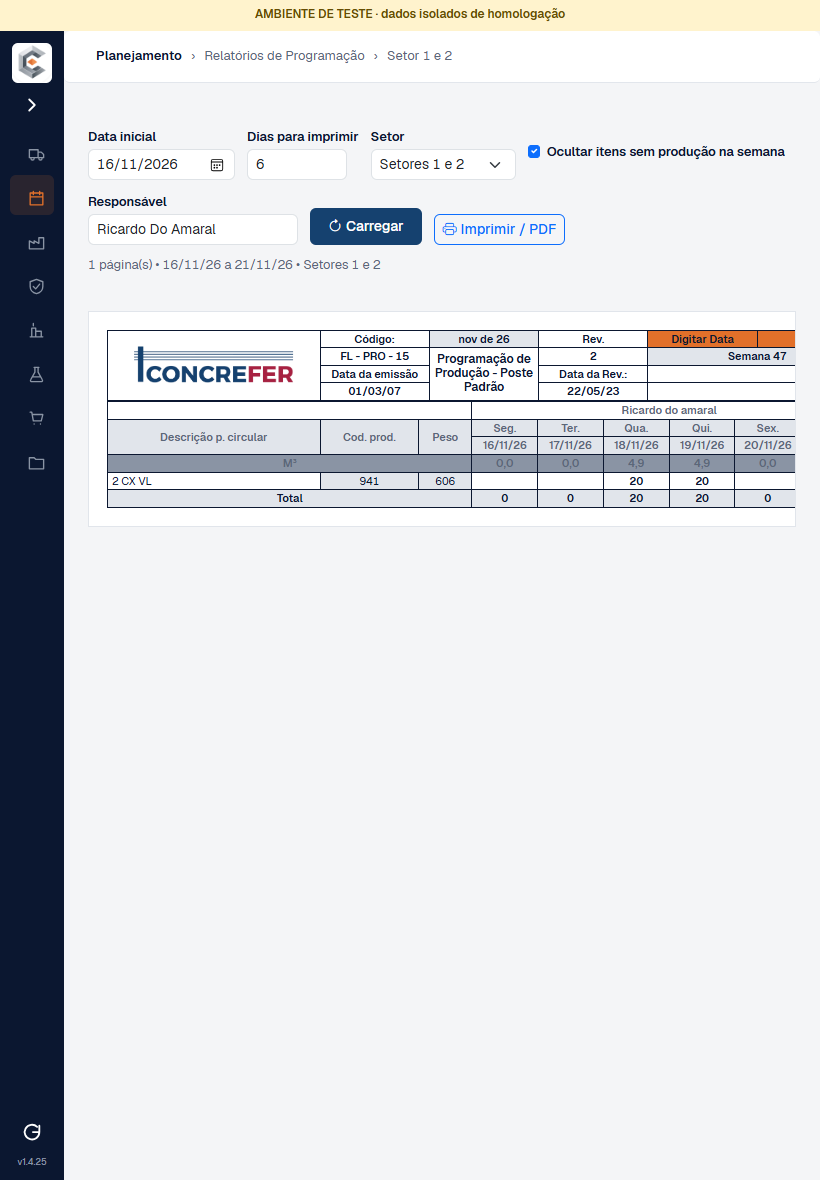 AMBIENTE DE TESTE · dados isolados de homologação
Planejamento › Relatórios de Programação › Setor 1 e 2
Data inicial Dias para imprimir Setor
16/11/2026 6 Setores 1 e 2 Ocultar itens sem produção na semana
Responsável
Ricardo Do Amaral Carregar Imprimir / PDF
1 página(s) • 16/11/26 a 21/11/26 • Setores 1 e 2
CONCREFER
Código: nov de 26 Rev. Digitar Data
FL - PRO - 15 Programação de Produção - Poste Padrão 2 Semana 47
Data da emissão Data da Rev.:
01/03/07 22/05/23
Ricardo do amaral
Descrição p. circular Cod. prod. Peso Seg. Ter. Qua. Qui. Sex.
16/11/26 17/11/26 18/11/26 19/11/26 20/11/26
M³ 0,0 0,0 4,9 4,9 0,0
2 CX VL 941 606 20 20
Total 0 0 20 20 0
v1.4.25